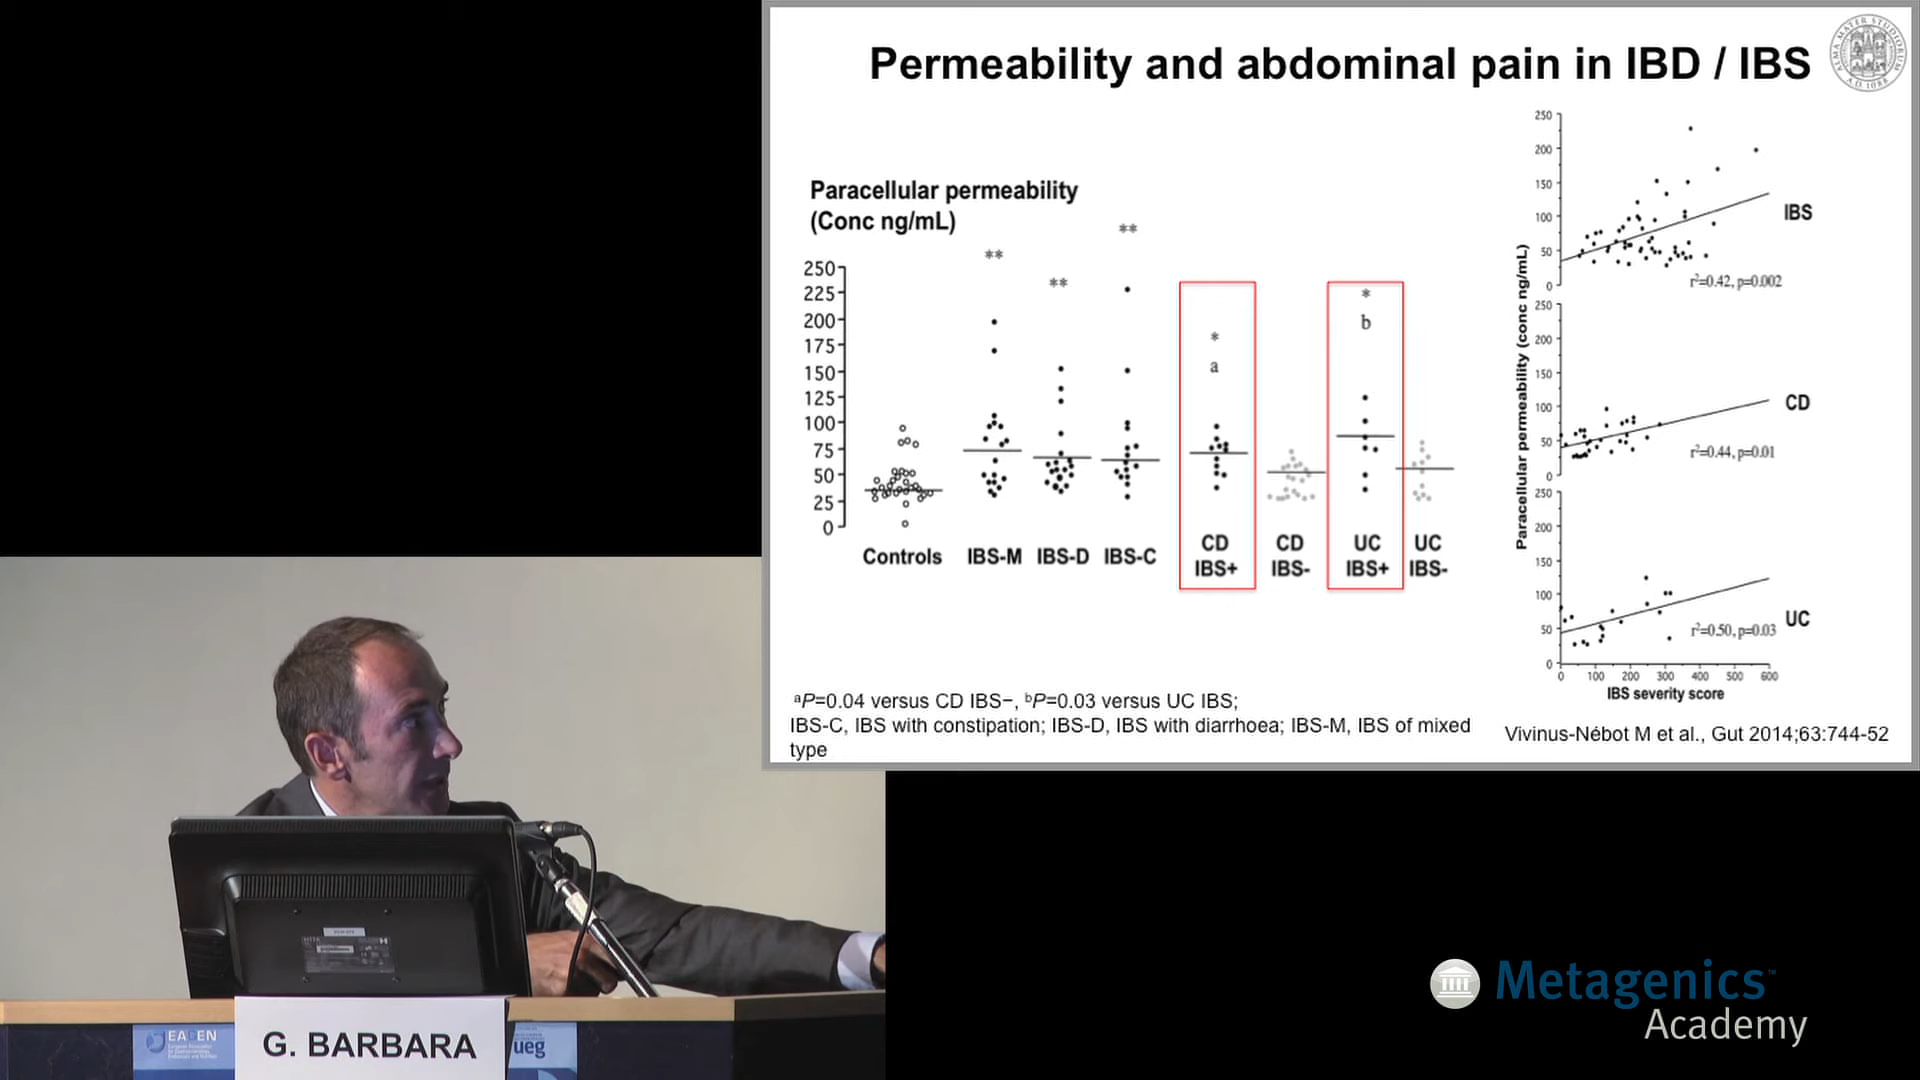 Permeability and abdominal pain in IBD / IBS
ALMA MATER STUDIORUM
A.D. 1088
Paracellular permeability
(Conc ng/mL)
**
**
**
*
a
*
b
250
225
200
175
150
125
100
75
50
25
0
Controls
IBS-M
IBS-D
IBS-C
CD
IBS+
CD
IBS-
UC
IBS+
UC
IBS-
Paracellular permeability (conc ng/mL)
250
200
150
100
50
0
IBS
r²=0.42, p=0.002
250
200
150
100
50
0
CD
r²=0.44, p=0.01
250
200
150
100
50
0
UC
r²=0.50, p=0.03
0 100 200 300 400 500 600
IBS severity score
ᵃP=0.04 versus CD IBS−, ᵇP=0.03 versus UC IBS;
IBS-C, IBS with constipation; IBS-D, IBS with diarrhoea; IBS-M, IBS of mixed
type
Vivinus-Nébot M et al., Gut 2014;63:744-52
EAGEN
G. BARBARA
ueg
Metagenics™
Academy